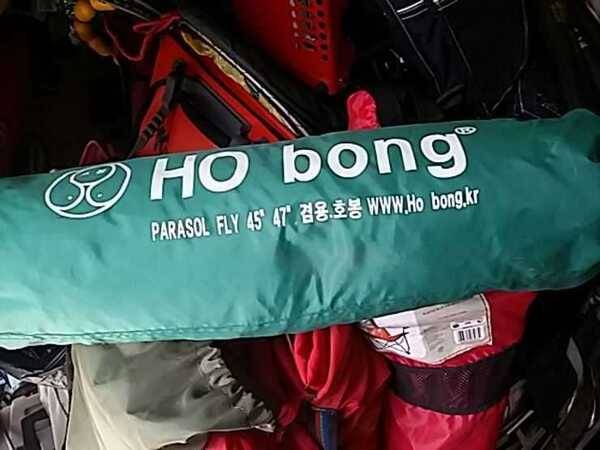 HO bong®
PARASOL FLY 45" 47". 겸용.호봉 WWW.Ho bong.kr